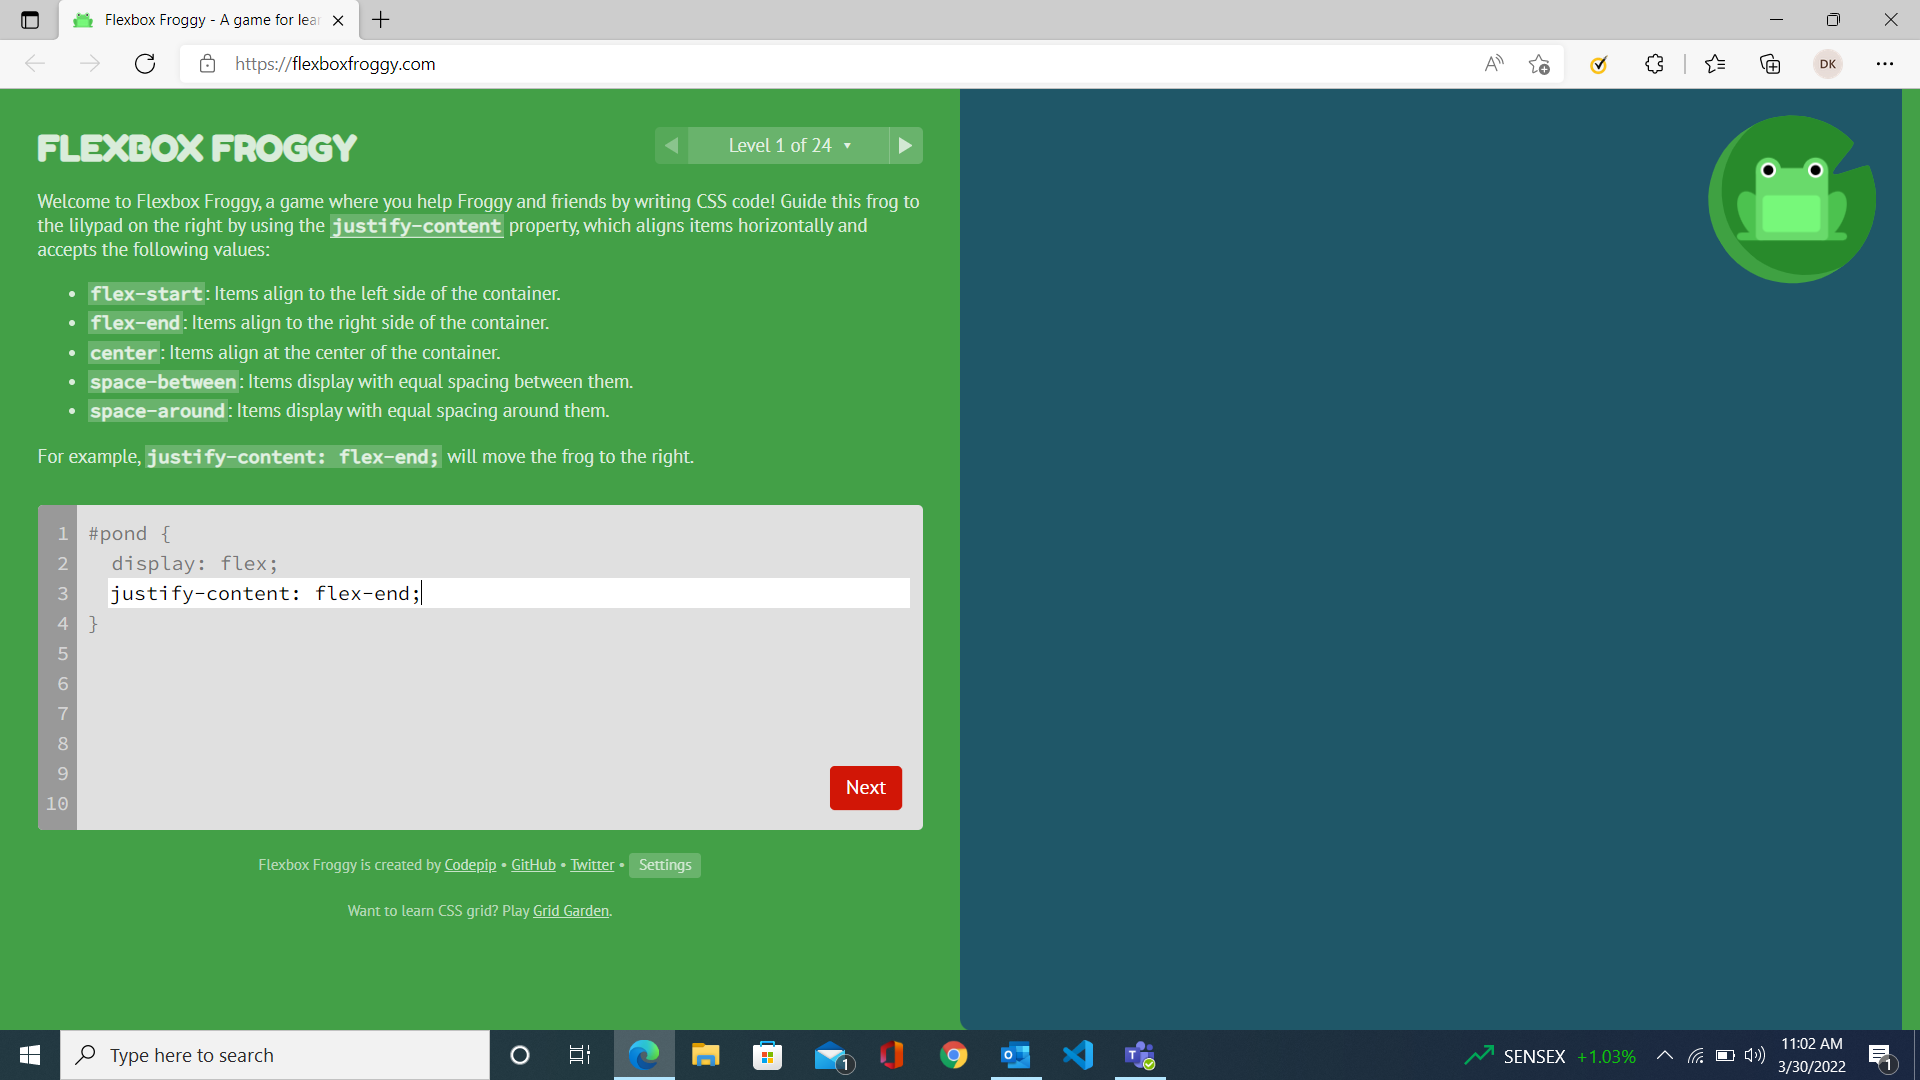 Flexbox Froggy - A game for lear
https://flexboxfroggy.com
DK
FLEXBOX FROGGY
Level 1 of 24
Welcome to Flexbox Froggy, a game where you help Froggy and friends by writing CSS code! Guide this frog to
the lilypad on the right by using the justify-content property, which aligns items horizontally and
accepts the following values:
• flex-start: Items align to the left side of the container.
• flex-end: Items align to the right side of the container.
• center: Items align at the center of the container.
• space-between: Items display with equal spacing between them.
• space-around: Items display with equal spacing around them.
For example, justify-content: flex-end; will move the frog to the right.
1 #pond {
2 display: flex;
3 justify-content: flex-end;
4 }
5
6
7
8
9
10
Next
Flexbox Froggy is created by Codepip • GitHub • Twitter • Settings
Want to learn CSS grid? Play Grid Garden.
Type here to search
1
SENSEX +1.03%
11:02 AM
3/30/2022
1